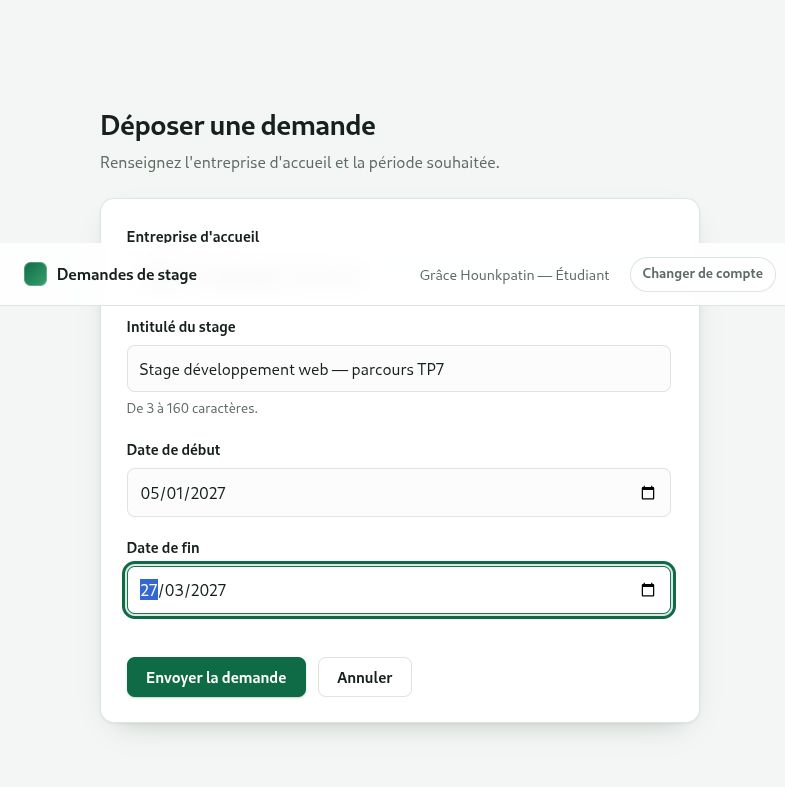 Déposer une demande
Renseignez l'entreprise d'accueil et la période souhaitée.
Entreprise d'accueil
Demandes de stage
Grâce Hounkpatin — Étudiant
Changer de compte
Intitulé du stage
Stage développement web — parcours TP7
De 3 à 160 caractères.
Date de début
05/01/2027
Date de fin
27/03/2027
Envoyer la demande
Annuler